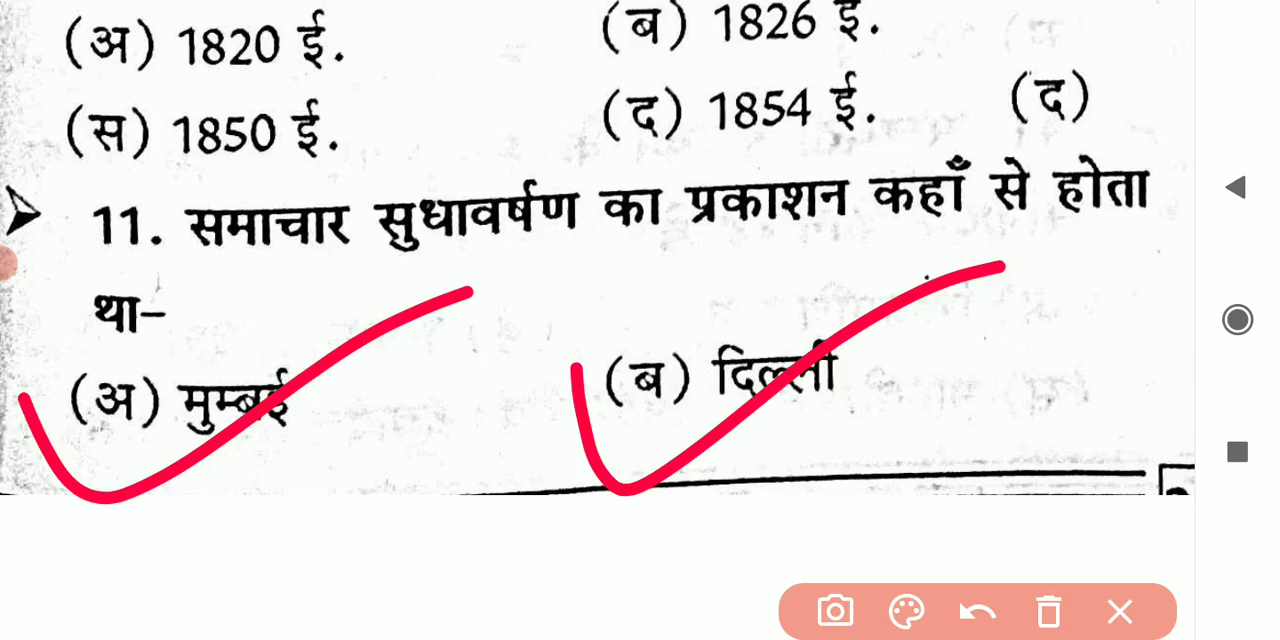 (अ) 1820 ई. (ब) 1826 ई.
(स) 1850 ई. (द) 1854 ई. (द)
11. समाचार सुधावर्षण का प्रकाशन कहाँ से होता
था–
(अ) मुम्बई (ब) दिल्ली